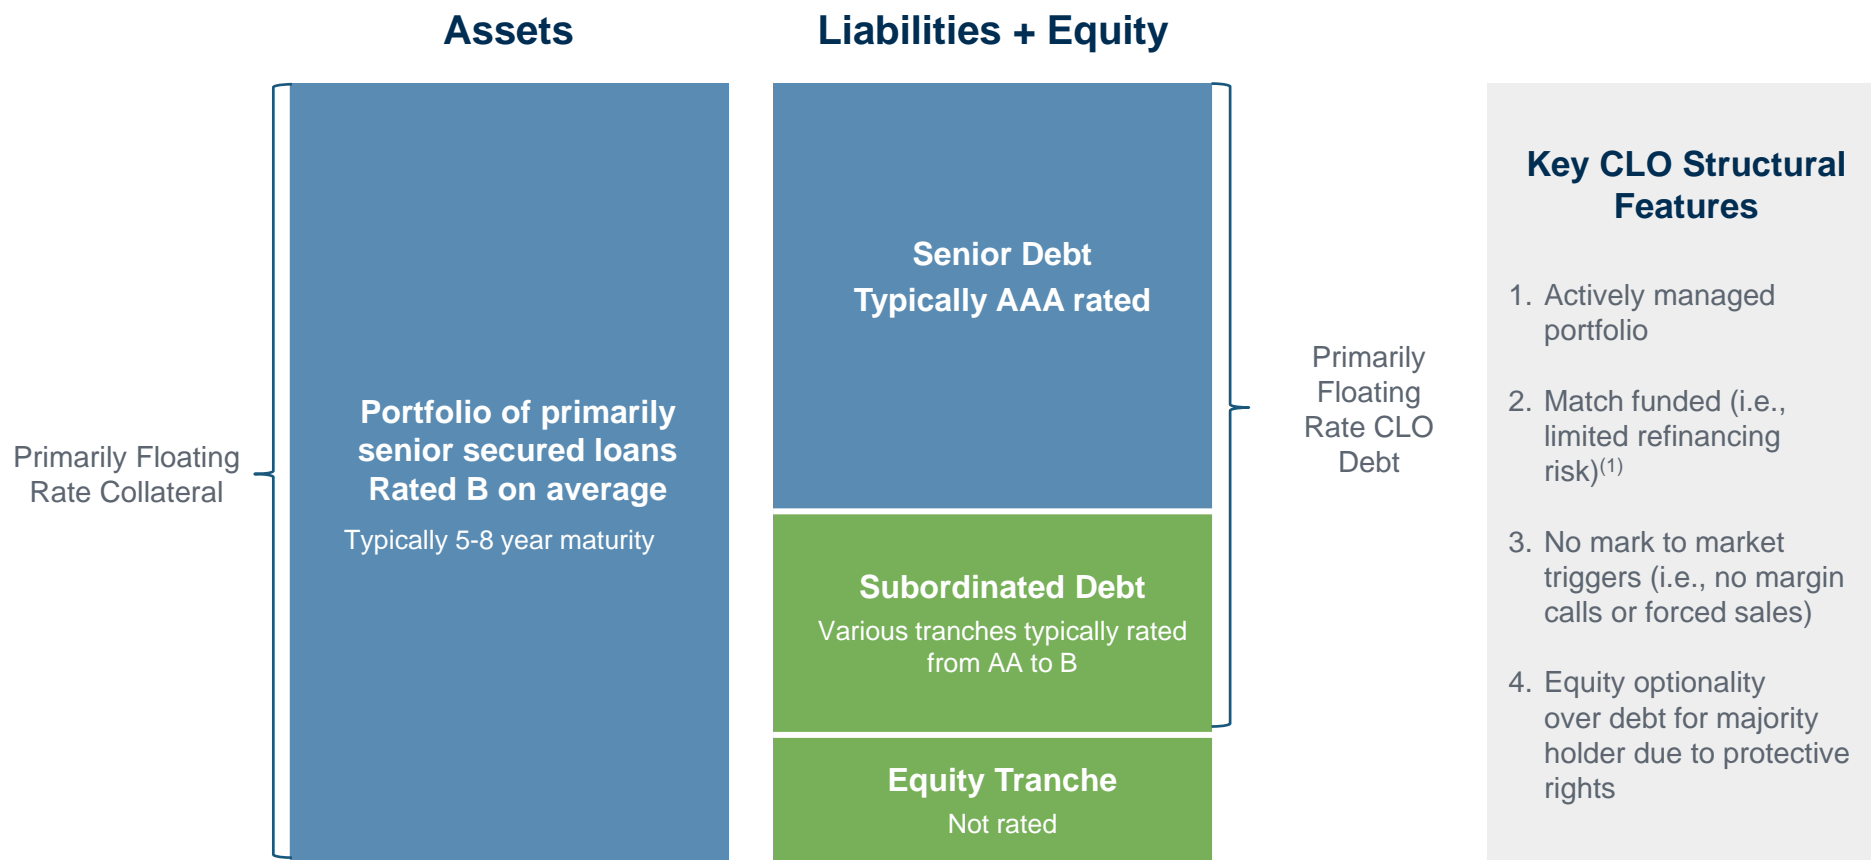 Assets
Liabilities + Equity
Primarily Floating
Rate Collateral
Portfolio of primarily
senior secured loans
Rated B on average
Typically 5-8 year maturity
Senior Debt
Typically AAA rated
Subordinated Debt
Various tranches typically rated
from AA to B
Equity Tranche
Not rated
Primarily
Floating
Rate CLO
Debt
Key CLO Structural
Features
1. Actively managed
portfolio
2. Match funded (i.e.,
limited refinancing
risk)(1)
3. No mark to market
triggers (i.e., no margin
calls or forced sales)
4. Equity optionality
over debt for majority
holder due to protective
rights